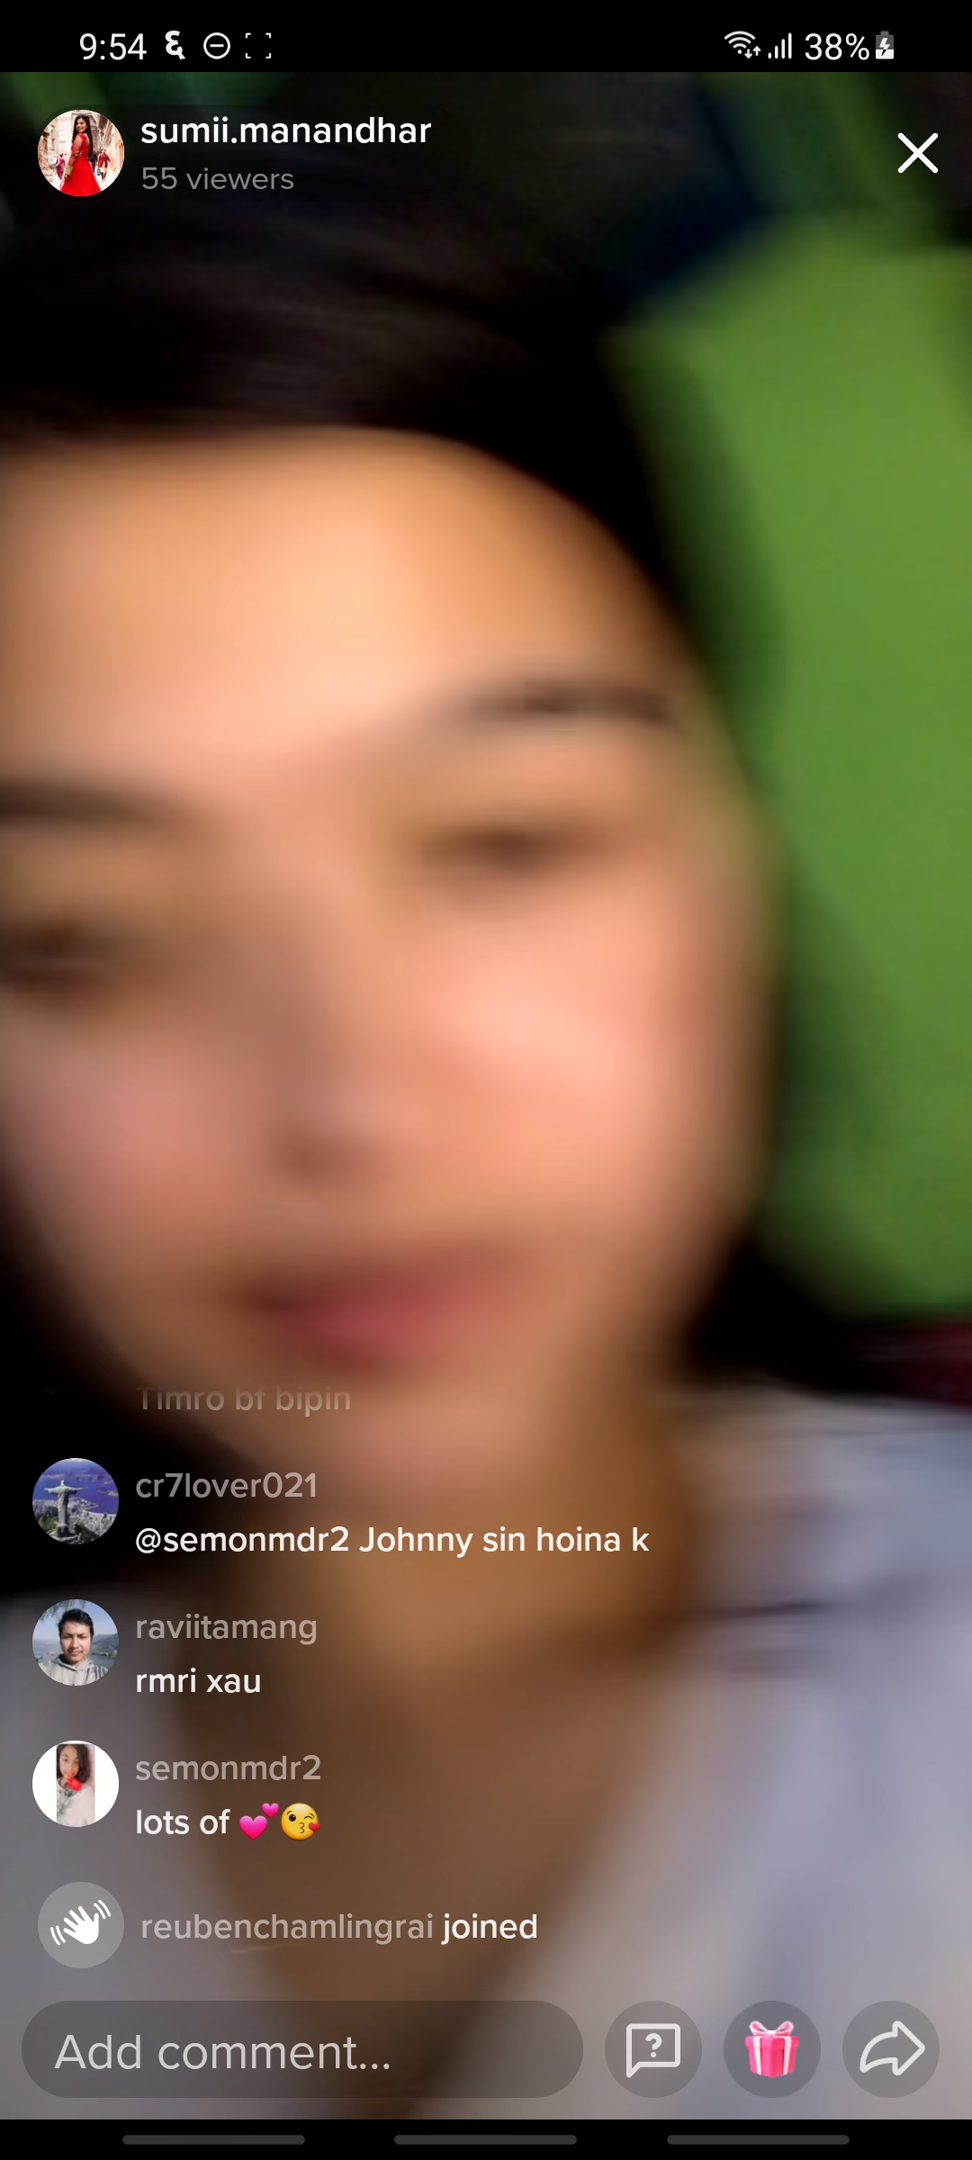 9:54
38%
sumii.manandhar
55 viewers
Timro bf bipin
cr7lover021
@semonmdr2 Johnny sin hoina k
raviitamang
rmri xau
semonmdr2
lots of 💕😘
reubenchamlingrai joined
Add comment...